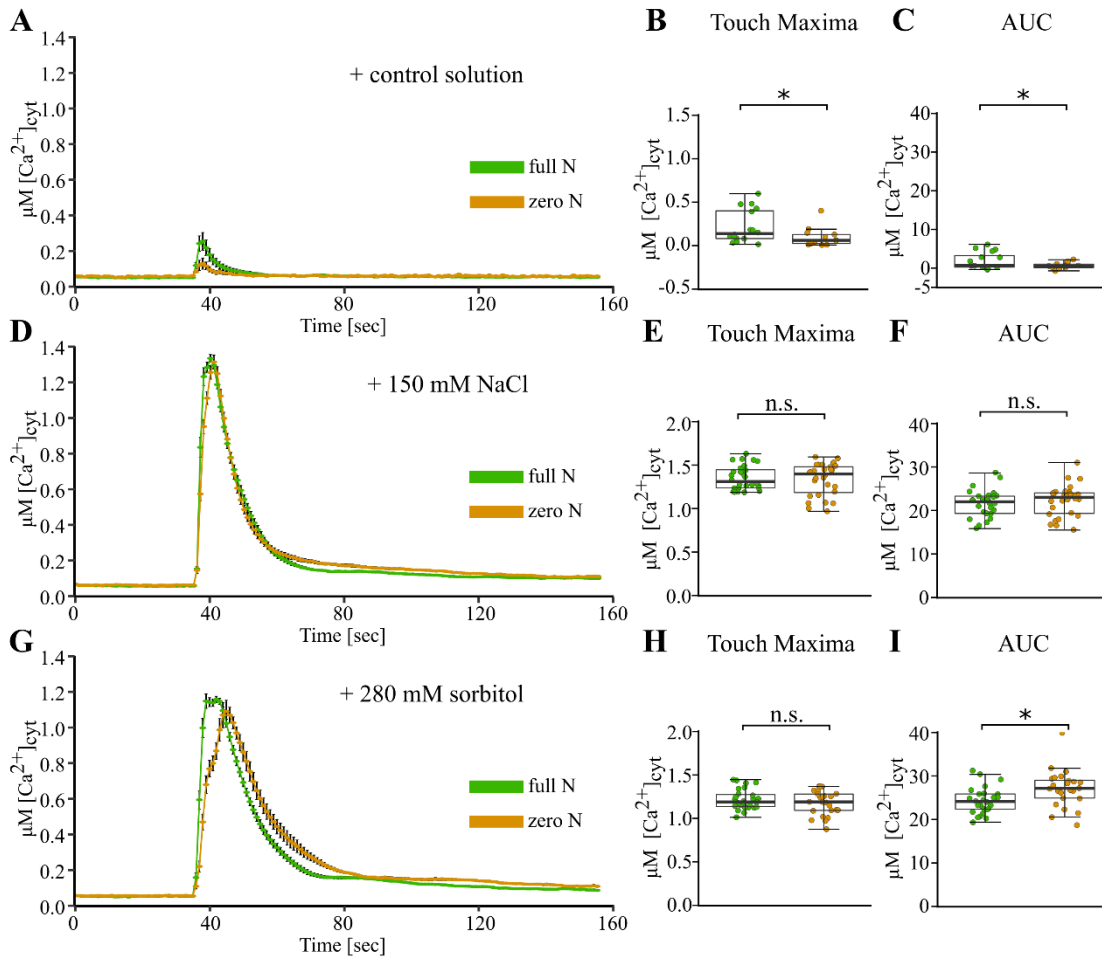 A
1.4
1.2
1.0
0.8
0.6
0.4
0.2
0.0
μM [Ca2+]cyt
+ control solution
full N
zero N
0
40
80
120
160
Time [sec]
B
Touch Maxima
μM [Ca2+]cyt
1.5
1.0
0.5
0.0
-0.5
*
C
AUC
μM [Ca2+]cyt
40
30
20
10
0
-5
*
D
1.4
1.2
1.0
0.8
0.6
0.4
0.2
0.0
μM [Ca2+]cyt
+ 150 mM NaCl
full N
zero N
0
40
80
120
160
Time [sec]
E
Touch Maxima
μM [Ca2+]cyt
2.0
1.5
1.0
0.5
0.0
n.s.
F
AUC
μM [Ca2+]cyt
40
30
20
10
0
n.s.
G
1.4
1.2
1.0
0.8
0.6
0.4
0.2
0.0
μM [Ca2+]cyt
+ 280 mM sorbitol
full N
zero N
0
40
80
120
160
Time [sec]
H
Touch Maxima
μM [Ca2+]cyt
2.0
1.5
1.0
0.5
0.0
n.s.
I
AUC
μM [Ca2+]cyt
40
30
20
10
0
*